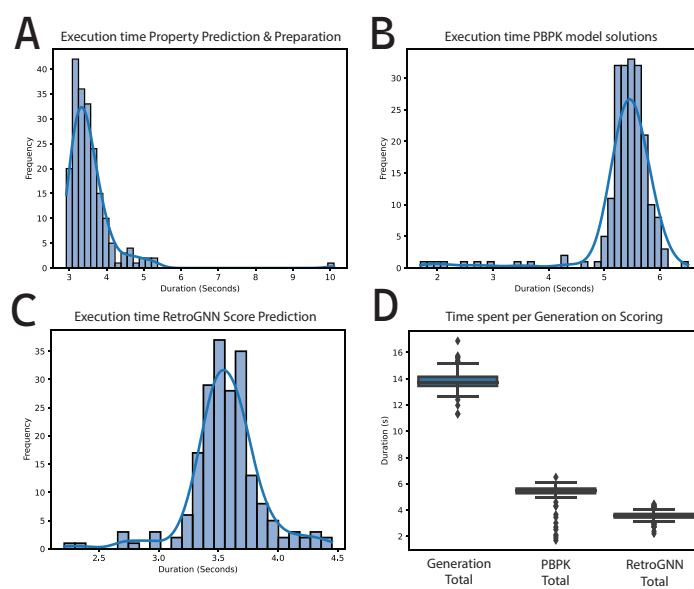 A
Execution time Property Prediction & Preparation
40
35
30
25
20
15
10
5
0
Frequency
3 4 5 6 7 8 9 10
Duration (Seconds)
B
Execution time PBPK model solutions
30
25
20
15
10
5
0
Frequency
2 3 4 5 6
Duration (Seconds)
C
Execution time RetroGNN Score Prediction
35
30
25
20
15
10
5
0
Frequency
2.5 3.0 3.5 4.0 4.5
Duration (Seconds)
D
Time spent per Generation on Scoring
16
14
12
10
8
6
4
2
Duration (s)
Generation PBPK RetroGNN
Total Total Total